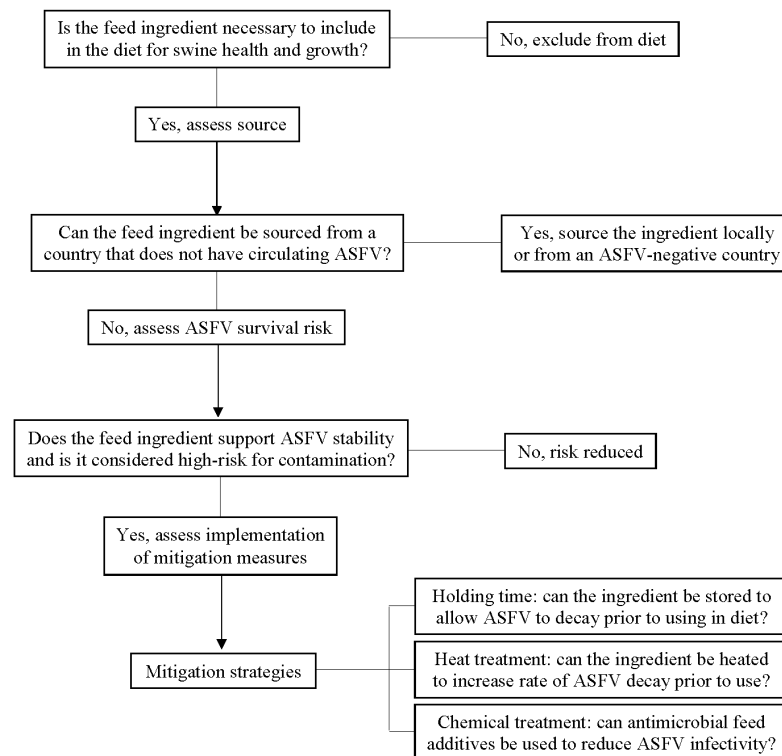 Is the feed ingredient necessary to include
in the diet for swine health and growth?
No, exclude from diet
Yes, assess source
Can the feed ingredient be sourced from a
country that does not have circulating ASFV?
Yes, source the ingredient locally
or from an ASFV-negative country
No, assess ASFV survival risk
Does the feed ingredient support ASFV stability
and is it considered high-risk for contamination?
No, risk reduced
Yes, assess implementation
of mitigation measures
Mitigation strategies
Holding time: can the ingredient be stored to
allow ASFV to decay prior to using in diet?
Heat treatment: can the ingredient be heated
to increase rate of ASFV decay prior to use?
Chemical treatment: can antimicrobial feed
additives be used to reduce ASFV infectivity?